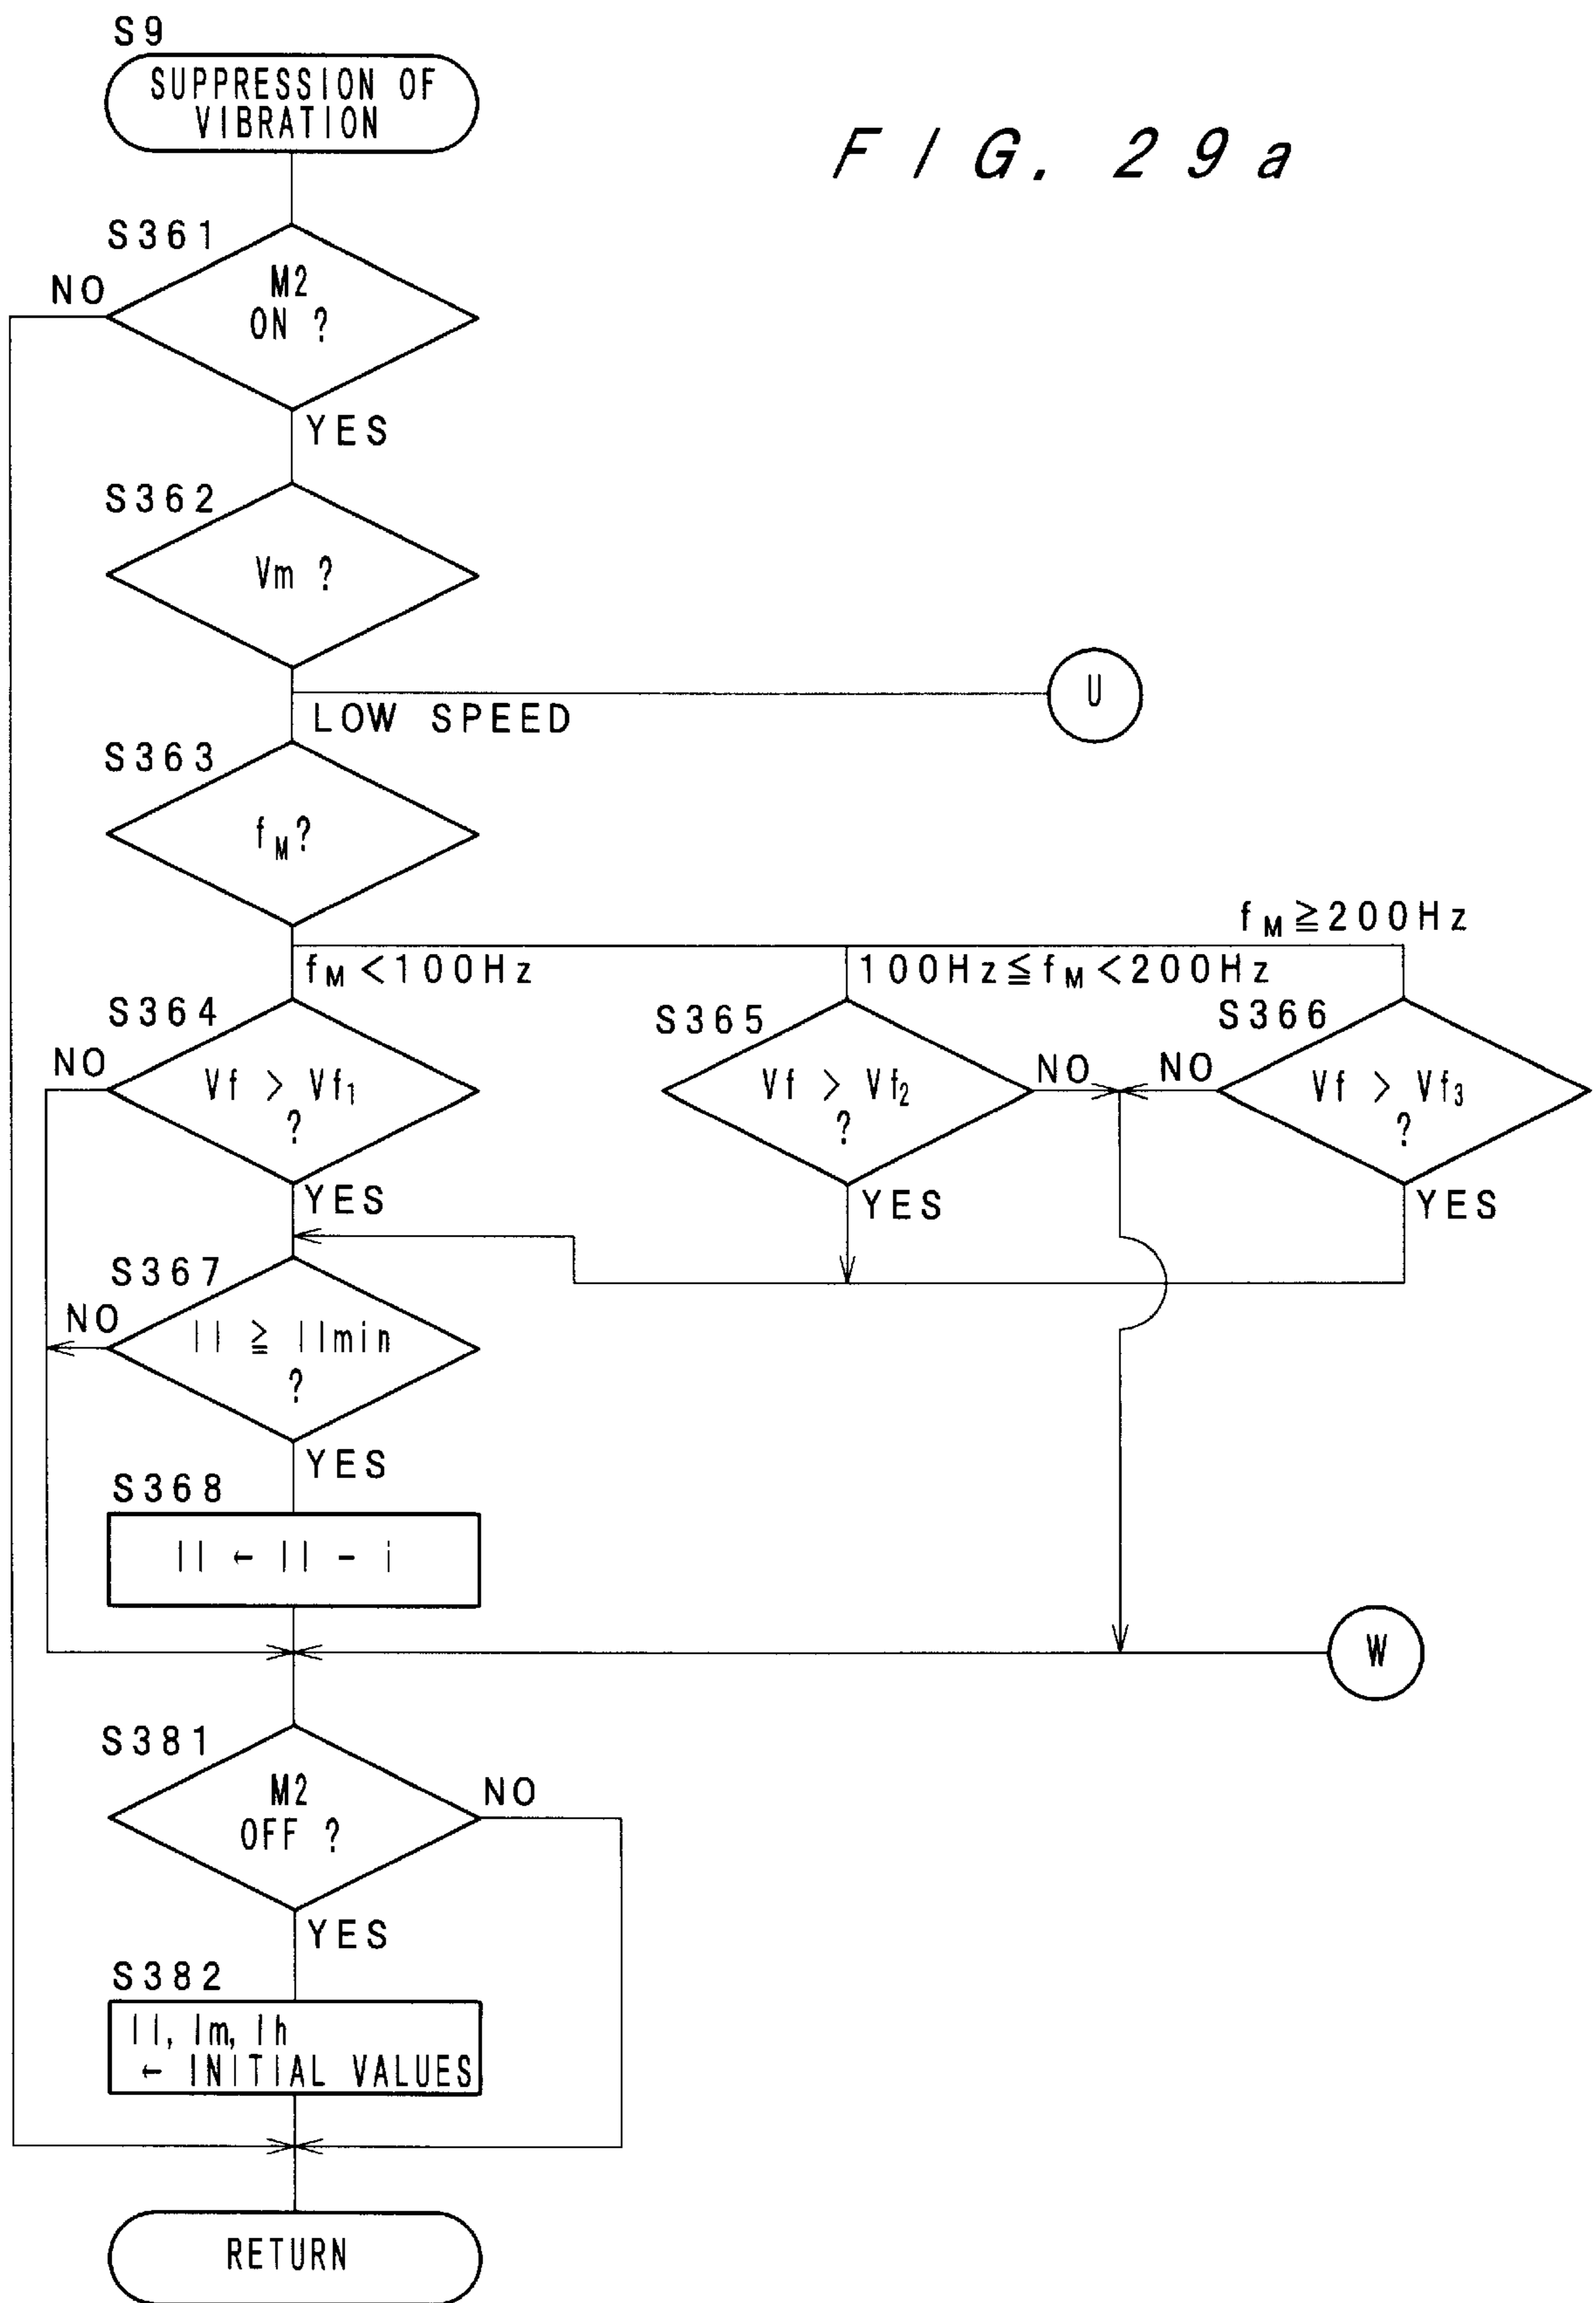 S9
SUPPRESSION OF
VIBRATION
FIG. 29a
S361
NO
M2
ON ?
YES
S362
Vm ?
U
LOW SPEED
S363
fM?
fM≧200Hz
fM<100Hz
100Hz≦fM<200Hz
S364
S365
S366
NO
Vf > Vf1
?
Vf > Vf2
?
NO
NO
Vf > Vf3
?
YES
YES
YES
S367
NO
Il ≧ Ilmin
?
YES
S368
Il ← Il - i
W
S381
M2
OFF ?
NO
YES
S382
Il, Im, Ih
← INITIAL VALUES
RETURN